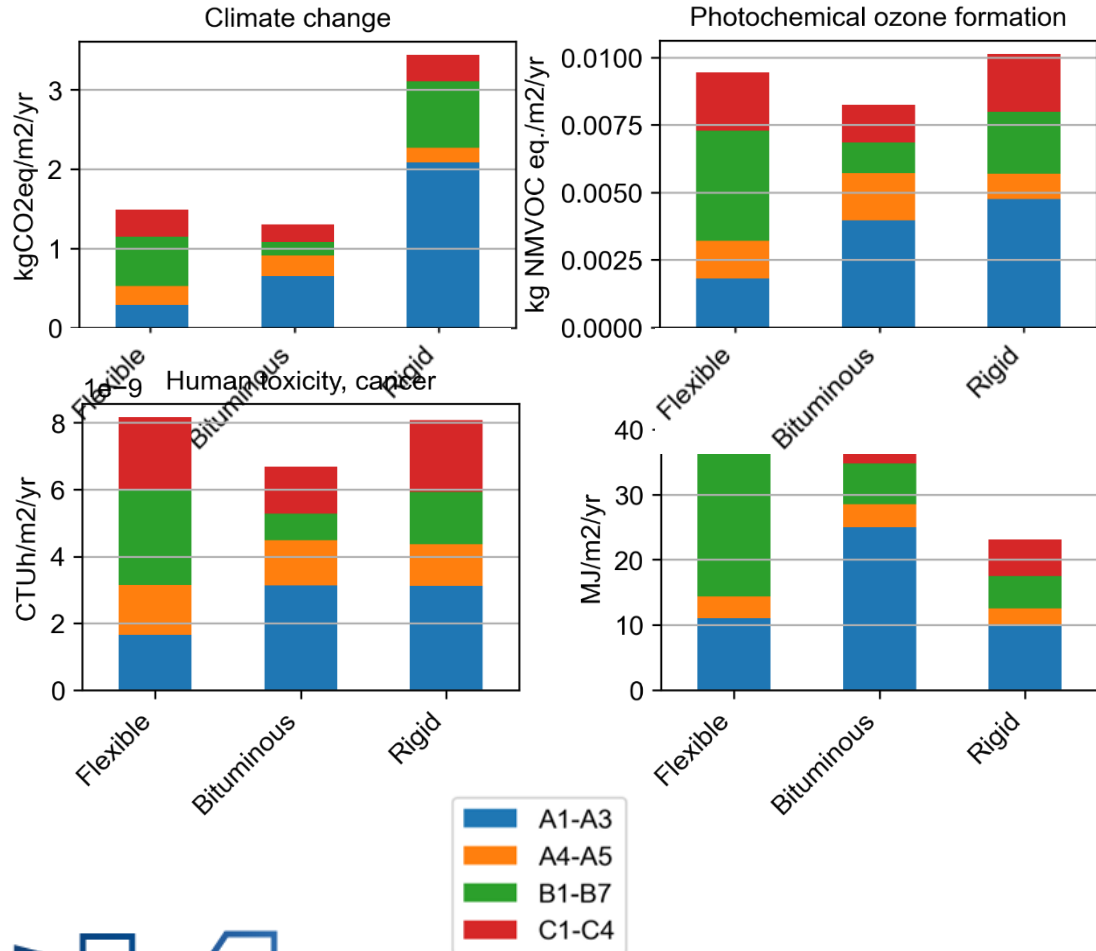 Climate change
kgCO2eq/m2/yr
3
2
1
0
Flexible
Bituminous
Rigid
Photochemical ozone formation
kg NMVOC eq./m2/yr
0.0100
0.0075
0.0050
0.0025
0.0000
Flexible
Bituminous
Rigid
1e−9
Human toxicity, cancer
CTUh/m2/yr
8
6
4
2
0
Flexible
Bituminous
Rigid
MJ/m2/yr
40
30
20
10
0
Flexible
Bituminous
Rigid
A1-A3
A4-A5
B1-B7
C1-C4